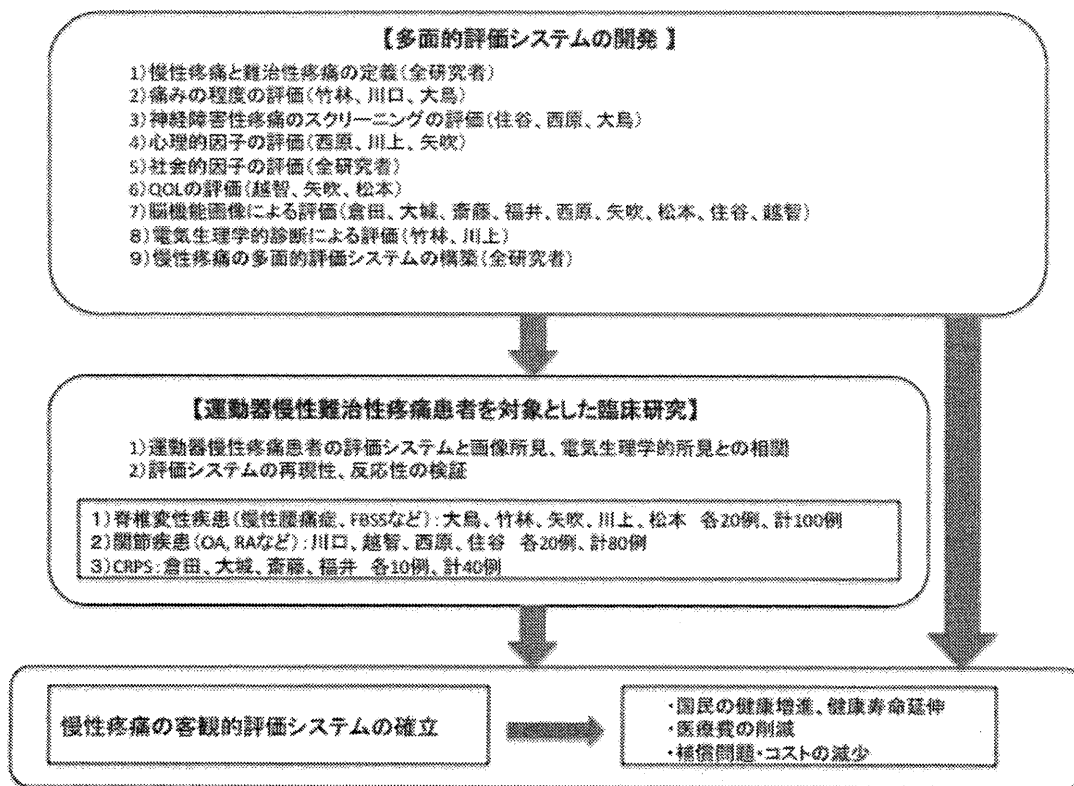 【多面的評価システムの開発 】
1)慢性疼痛と難治性疼痛の定義(全研究者)
2)痛みの程度の評価(竹林、川口、大鳥)
3)神経障害性疼痛のスクリーニングの評価(住谷、西原、大鳥)
4)心理的因子の評価(西原、川上、矢吹)
5)社会的因子の評価(全研究者)
6)QOLの評価(越智、矢吹、松本)
7)脳機能画像による評価(倉田、大城、齋藤、福井、西原、矢吹、松本、住谷、越智)
8)電気生理学的診断による評価(竹林、川上)
9)慢性疼痛の多面的評価システムの構築(全研究者)
【運動器慢性難治性疼痛患者を対象とした臨床研究】
1)運動器慢性疼痛患者の評価システムと画像所見、電気生理学的所見との相関
2)評価システムの再現性、反応性の検証
1)脊椎変性疾患(慢性腰痛症、FBSSなど):大鳥、竹林、矢吹、川上、松本 各20例、計100例
2)関節疾患(OA, RAなど):川口、越智、西原、住谷 各20例、計80例
3)CRPS:倉田、大城、齋藤、福井 各10例、計40例
慢性疼痛の客観的評価システムの確立
・国民の健康増進、健康寿命延伸
・医療費の削減
・補償問題・コストの減少